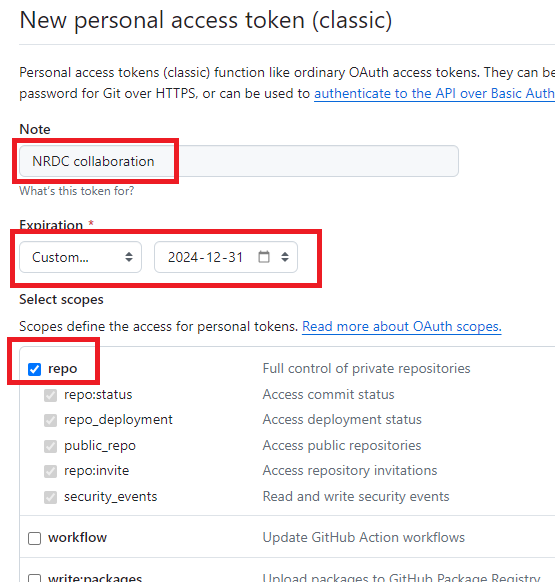 New personal access token (classic)
Personal access tokens (classic) function like ordinary OAuth access tokens. They can be
password for Git over HTTPS, or can be used to authenticate to the API over Basic Auth
Note
NRDC collaboration
What's this token for?
Expiration *
Custom... 2024-12-31
Select scopes
Scopes define the access for personal tokens. Read more about OAuth scopes.
repo Full control of private repositories
repo:status Access commit status
repo_deployment Access deployment status
public_repo Access public repositories
repo:invite Access repository invitations
security_events Read and write security events
workflow Update GitHub Action workflows
write:packages Upload packages to GitHub Package Registry